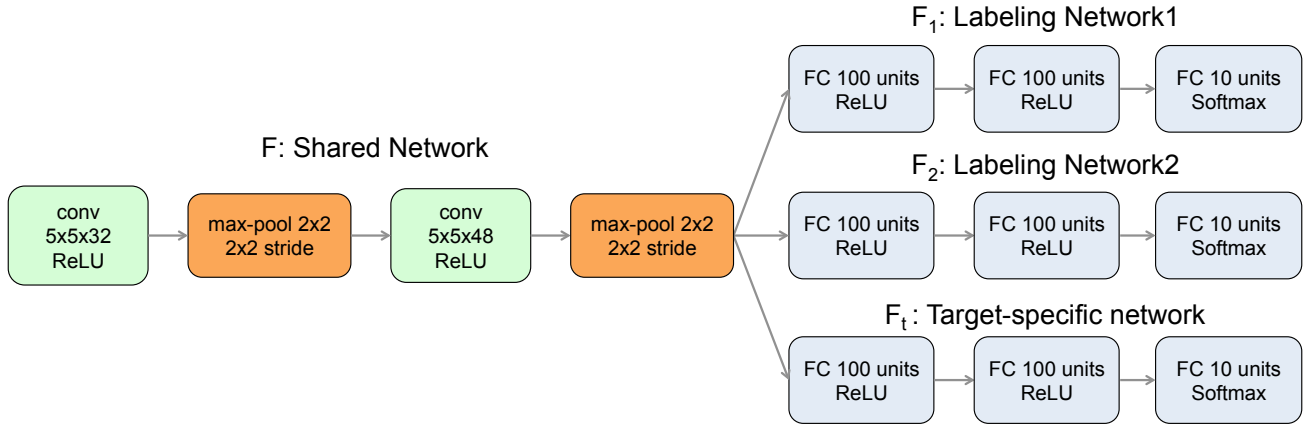 F: Shared Network
conv
5x5x32
ReLU
max-pool 2x2
2x2 stride
conv
5x5x48
ReLU
max-pool 2x2
2x2 stride
F₁: Labeling Network1
FC 100 units
ReLU
FC 100 units
ReLU
FC 10 units
Softmax
F₂: Labeling Network2
FC 100 units
ReLU
FC 100 units
ReLU
FC 10 units
Softmax
Fₜ: Target-specific network
FC 100 units
ReLU
FC 100 units
ReLU
FC 10 units
Softmax